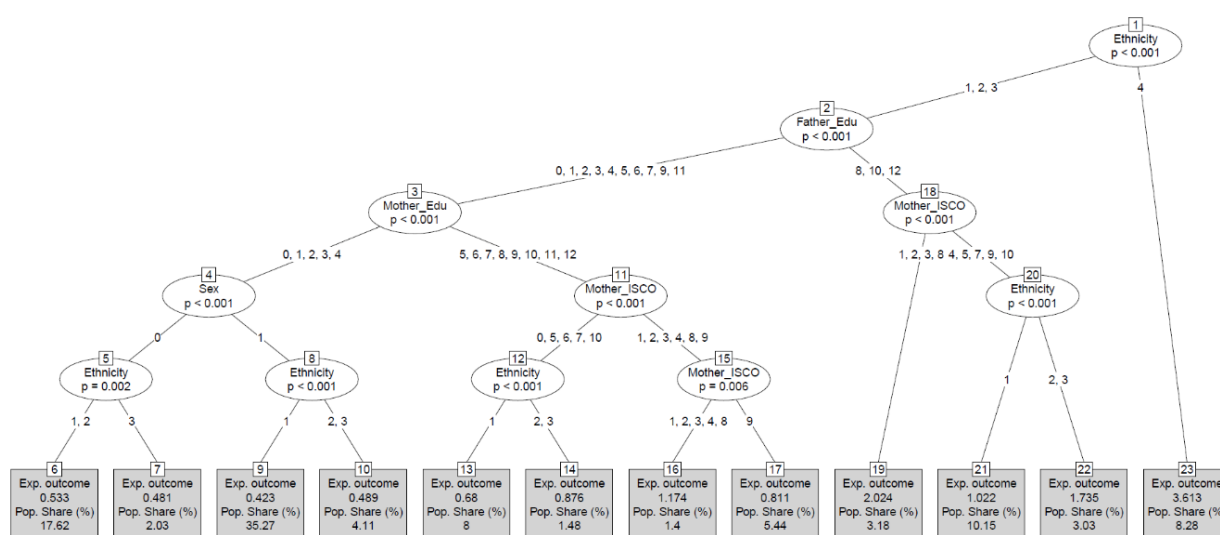 1
Ethnicity
p < 0.001
1, 2, 3
4
2
Father_Edu
p < 0.001
0, 1, 2, 3, 4, 5, 6, 7, 9, 11
8, 10, 12
3
Mother_Edu
p < 0.001
18
Mother_ISCO
p < 0.001
0, 1, 2, 3, 4
5, 6, 7, 8, 9, 10, 11, 12
1, 2, 3, 8
4, 5, 7, 9, 10
4
Sex
p < 0.001
11
Mother_ISCO
p < 0.001
20
Ethnicity
p < 0.001
0
1
0, 5, 6, 7, 10
1, 2, 3, 4, 8, 9
5
Ethnicity
p = 0.002
8
Ethnicity
p < 0.001
12
Ethnicity
p < 0.001
15
Mother_ISCO
p = 0.006
1
2, 3
1, 2
3
1
2, 3
1
2, 3
1, 2, 3, 4, 8
9
6
Exp. outcome
0.533
Pop. Share (%)
17.62
7
Exp. outcome
0.481
Pop. Share (%)
2.03
9
Exp. outcome
0.423
Pop. Share (%)
35.27
10
Exp. outcome
0.489
Pop. Share (%)
4.11
13
Exp. outcome
0.68
Pop. Share (%)
8
14
Exp. outcome
0.876
Pop. Share (%)
1.48
16
Exp. outcome
1.174
Pop. Share (%)
1.4
17
Exp. outcome
0.811
Pop. Share (%)
5.44
19
Exp. outcome
2.024
Pop. Share (%)
3.18
21
Exp. outcome
1.022
Pop. Share (%)
10.15
22
Exp. outcome
1.735
Pop. Share (%)
3.03
23
Exp. outcome
3.613
Pop. Share (%)
8.28